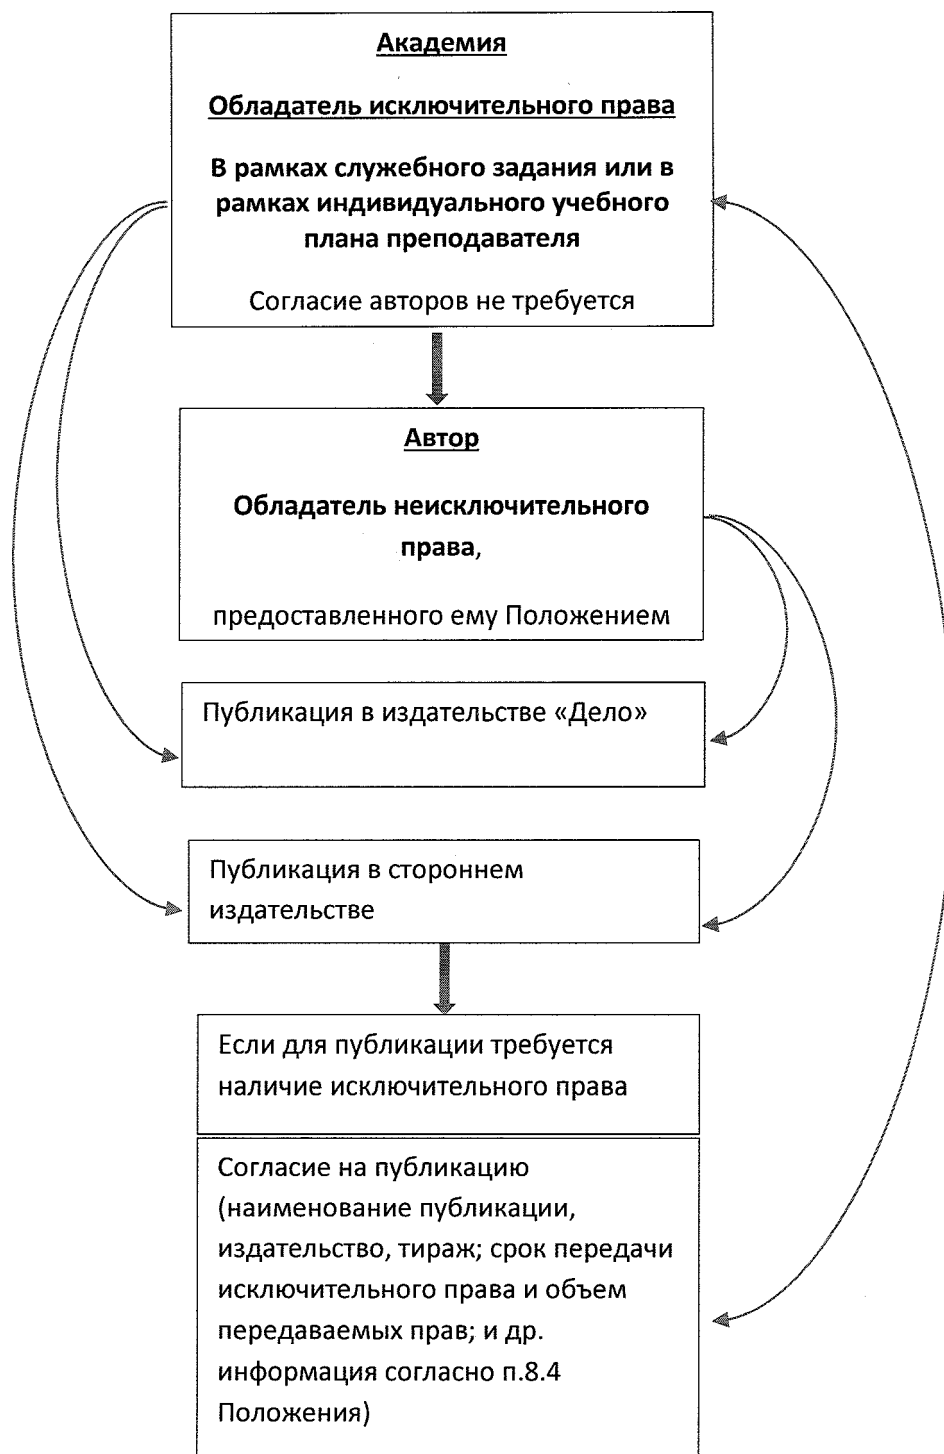 Академия
Обладатель исключительного права
В рамках служебного задания или в
рамках индивидуального учебного
плана преподавателя
Согласие авторов не требуется
Автор
Обладатель неисключительного
права,
предоставленного ему Положением
Публикация в издательстве «Дело»
Публикация в стороннем
издательстве
Если для публикации требуется
наличие исключительного права
Согласие на публикацию
(наименование публикации,
издательство, тираж; срок передачи
исключительного права и объем
передаваемых прав; и др.
информация согласно п.8.4
Положения)